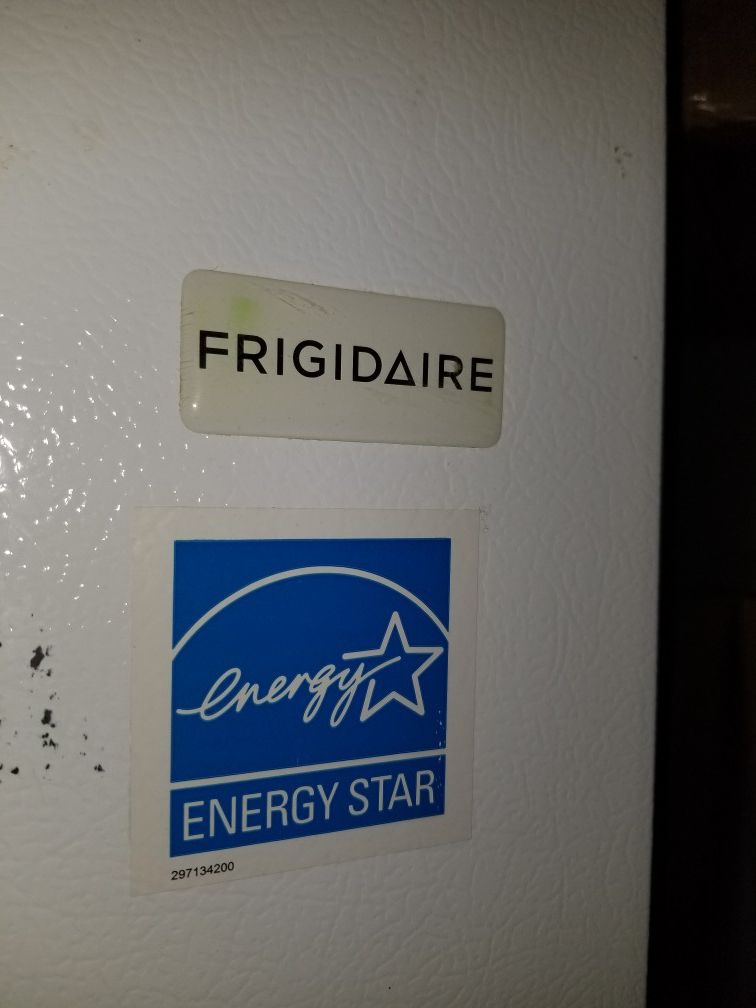 FRIGIDAIRE
energy
ENERGY STAR
297134200